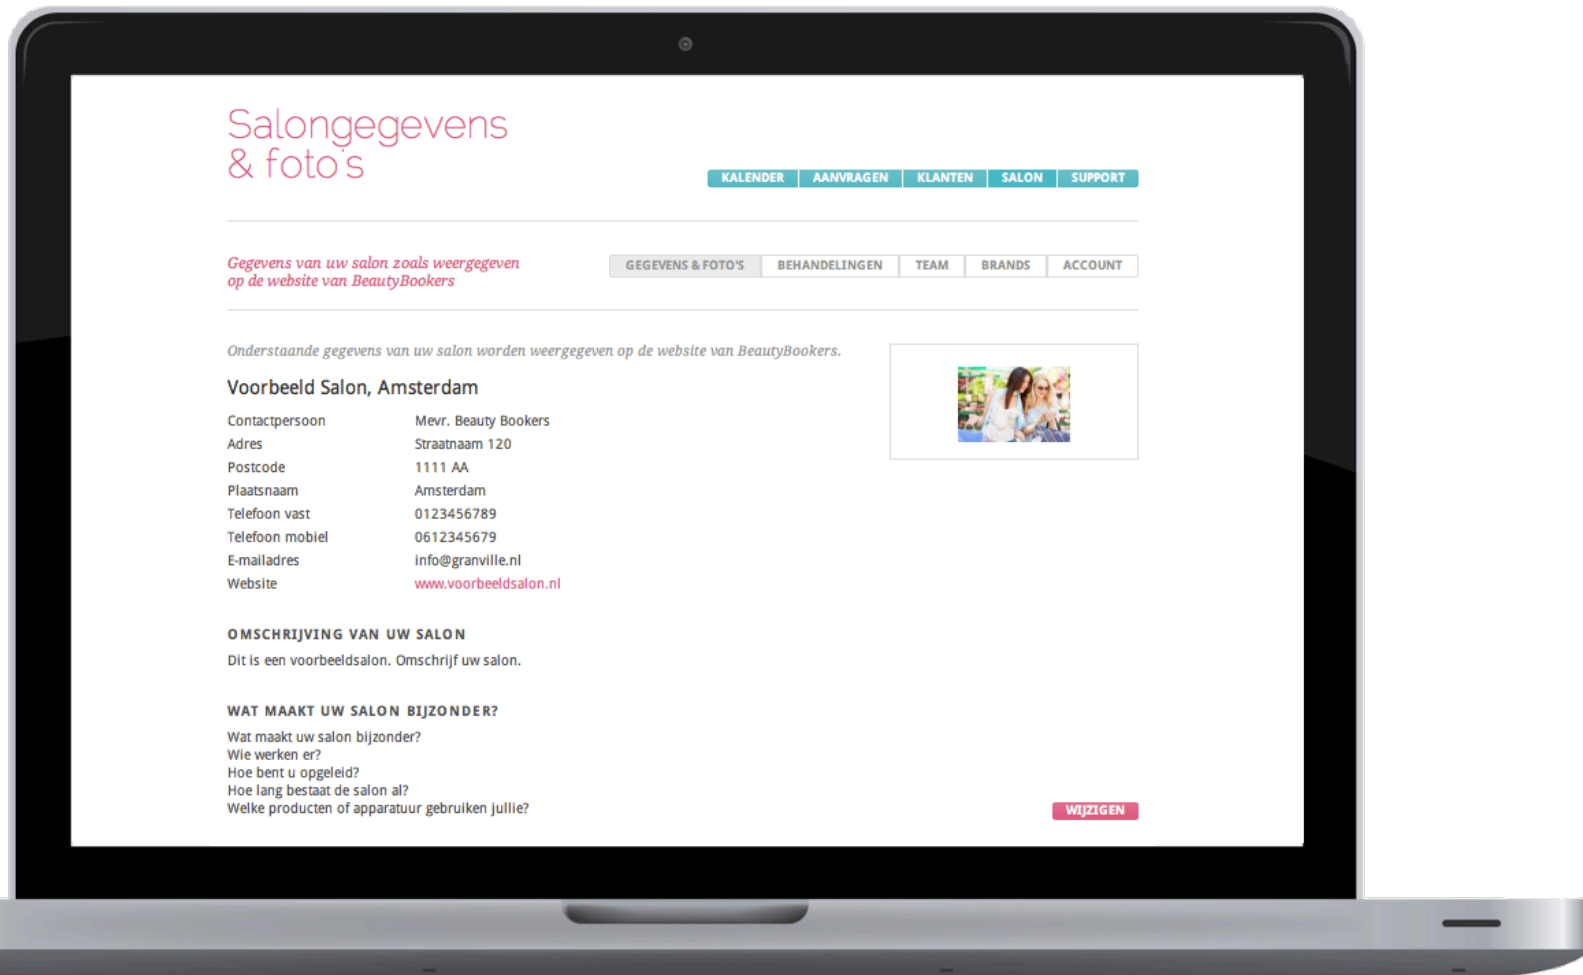 Salongegevens
& foto's
KALENDER AANVRAGEN KLANTEN SALON SUPPORT
Gegevens van uw salon zoals weergegeven
op de website van BeautyBookers
GEGEVENS & FOTO'S BEHANDELINGEN TEAM BRANDS ACCOUNT
Onderstaande gegevens van uw salon worden weergegeven op de website van BeautyBookers.
Voorbeeld Salon, Amsterdam
Contactpersoon Mevr. Beauty Bookers
Adres Straatnaam 120
Postcode 1111 AA
Plaatsnaam Amsterdam
Telefoon vast 0123456789
Telefoon mobiel 0612345679
E-mailadres info@granville.nl
Website www.voorbeeldsalon.nl
OMSCHRIJVING VAN UW SALON
Dit is een voorbeeldsalon. Omschrijf uw salon.
WAT MAAKT UW SALON BIJZONDER?
Wat maakt uw salon bijzonder?
Wie werken er?
Hoe bent u opgeleid?
Hoe lang bestaat de salon al?
Welke producten of apparatuur gebruiken jullie?
WIJZIGEN